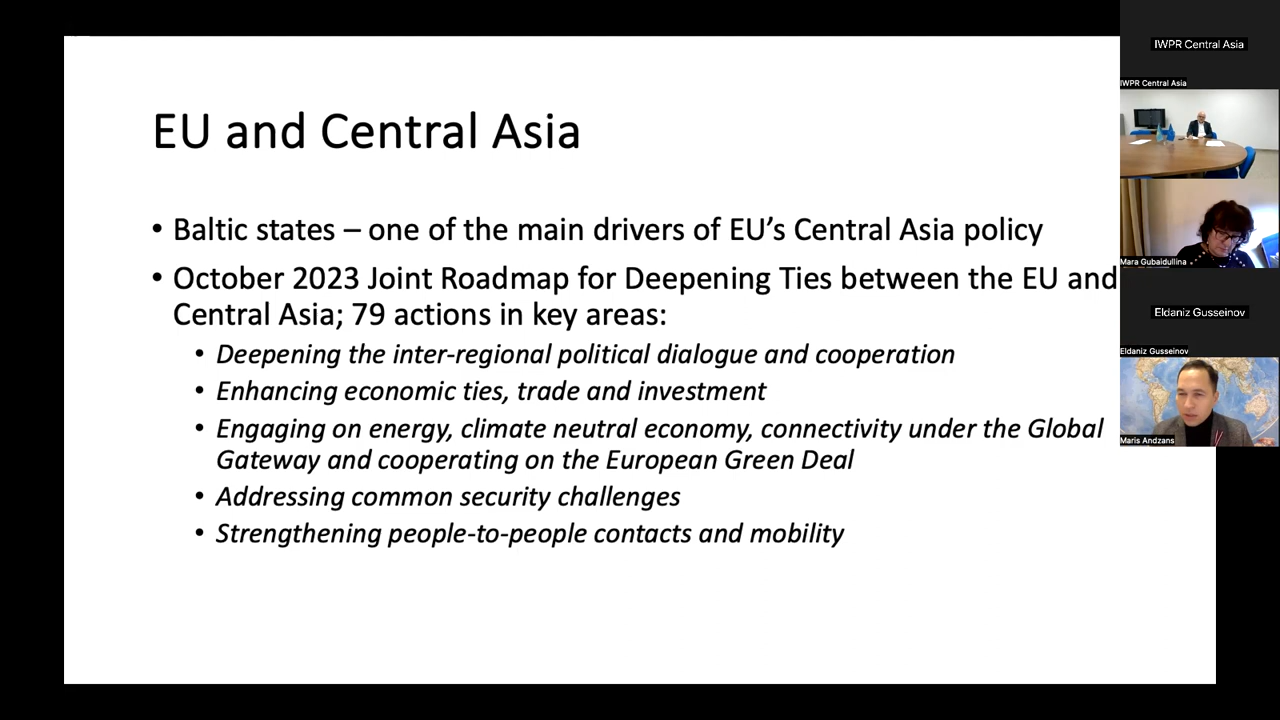 EU and Central Asia
• Baltic states – one of the main drivers of EU’s Central Asia policy
• October 2023 Joint Roadmap for Deepening Ties between the EU and
Central Asia; 79 actions in key areas:
• Deepening the inter-regional political dialogue and cooperation
• Enhancing economic ties, trade and investment
• Engaging on energy, climate neutral economy, connectivity under the Global
Gateway and cooperating on the European Green Deal
• Addressing common security challenges
• Strengthening people-to-people contacts and mobility
IWPR Central Asia
IWPR Central Asia
Mara Gubaidullina
Eldaniz Gusseinov
Eldaniz Gusseinov
Maris Andzans